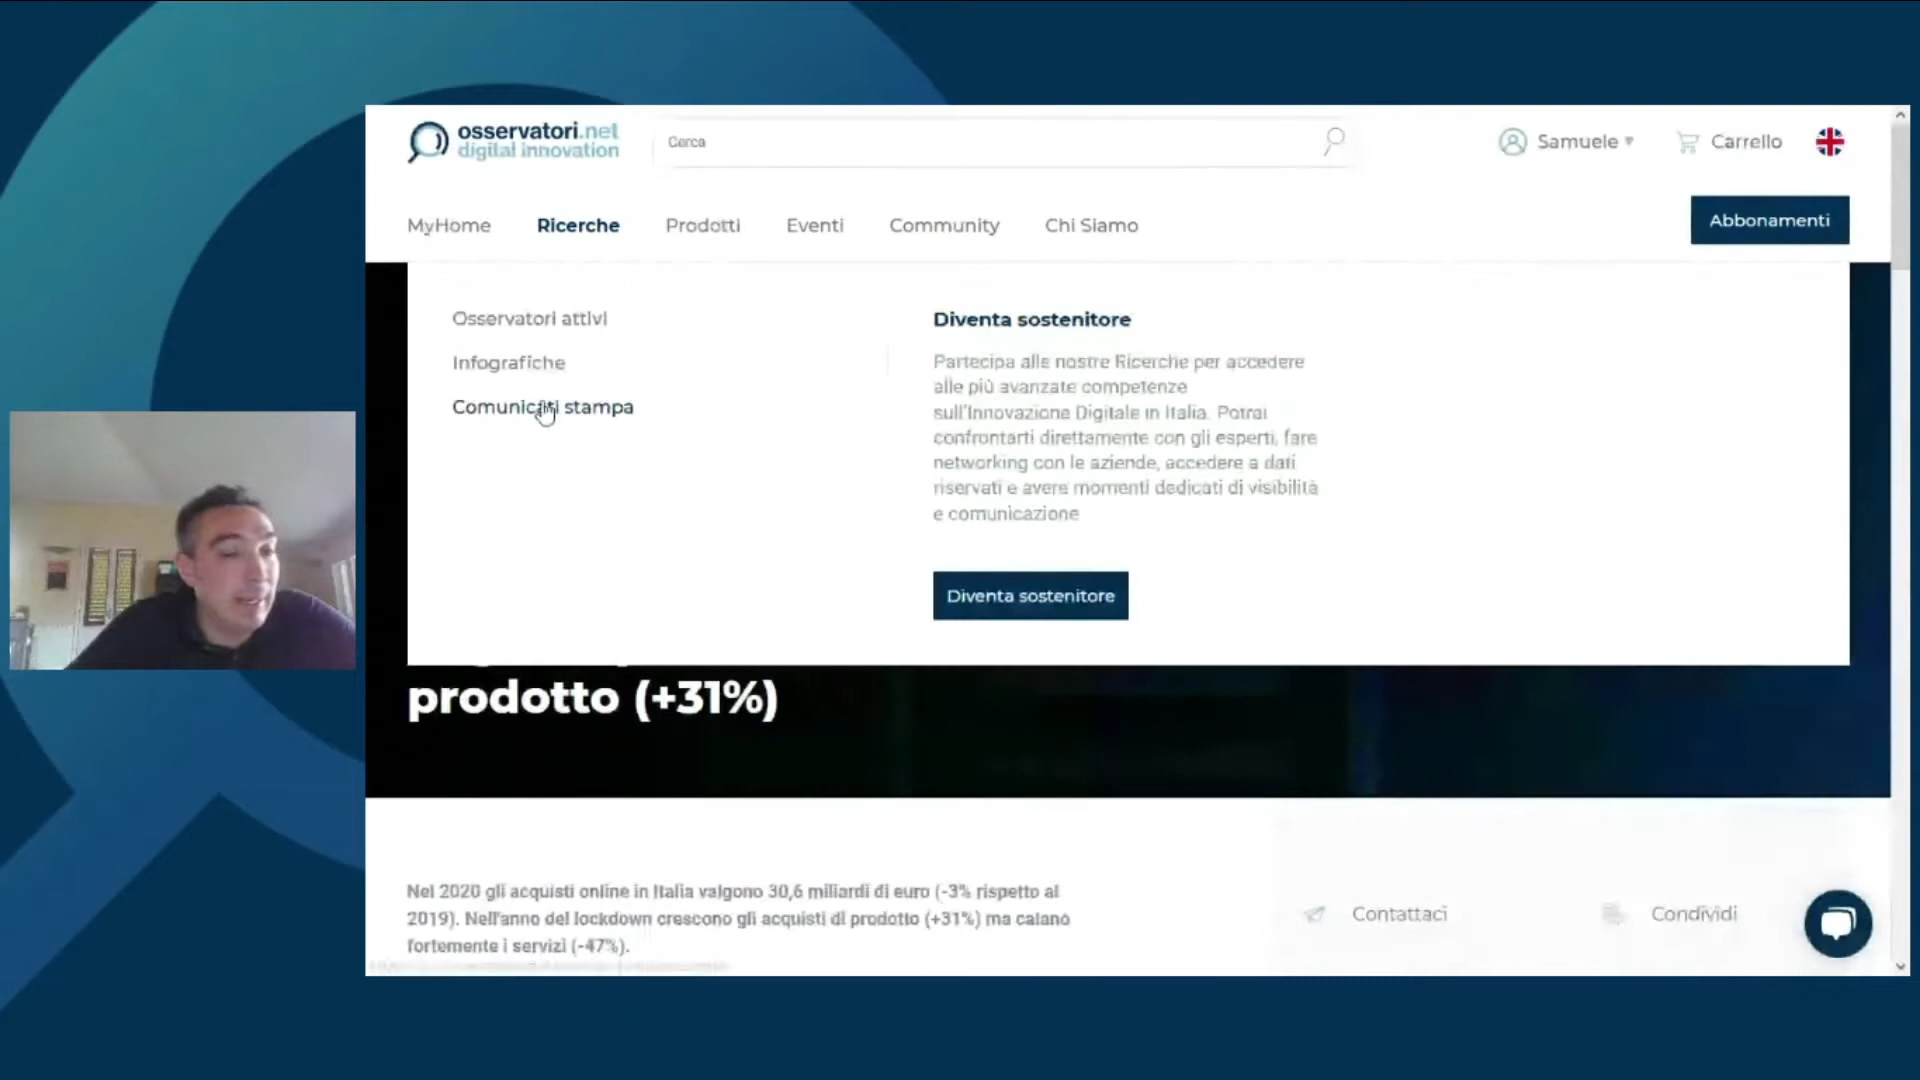 osservatori.net
digital innovation
Cerca
Samuele
Carrello
MyHome
Ricerche
Prodotti
Eventi
Community
Chi Siamo
Abbonamenti
Osservatori attivi
Infografiche
Comunicati stampa
Diventa sostenitore
Partecipa alle nostre Ricerche per accedere
alle più avanzate competenze
sull'Innovazione Digitale in Italia. Potrai
confrontarti direttamente con gli esperti, fare
networking con le aziende, accedere a dati
riservati e avere momenti dedicati di visibilità
e comunicazione
Diventa sostenitore
prodotto (+31%)
Nel 2020 gli acquisti online in Italia valgono 30,6 miliardi di euro (-3% rispetto al
2019). Nell'anno del lockdown crescono gli acquisti di prodotto (+31%) ma calano
fortemente i servizi (-47%).
Contattaci
Condividi